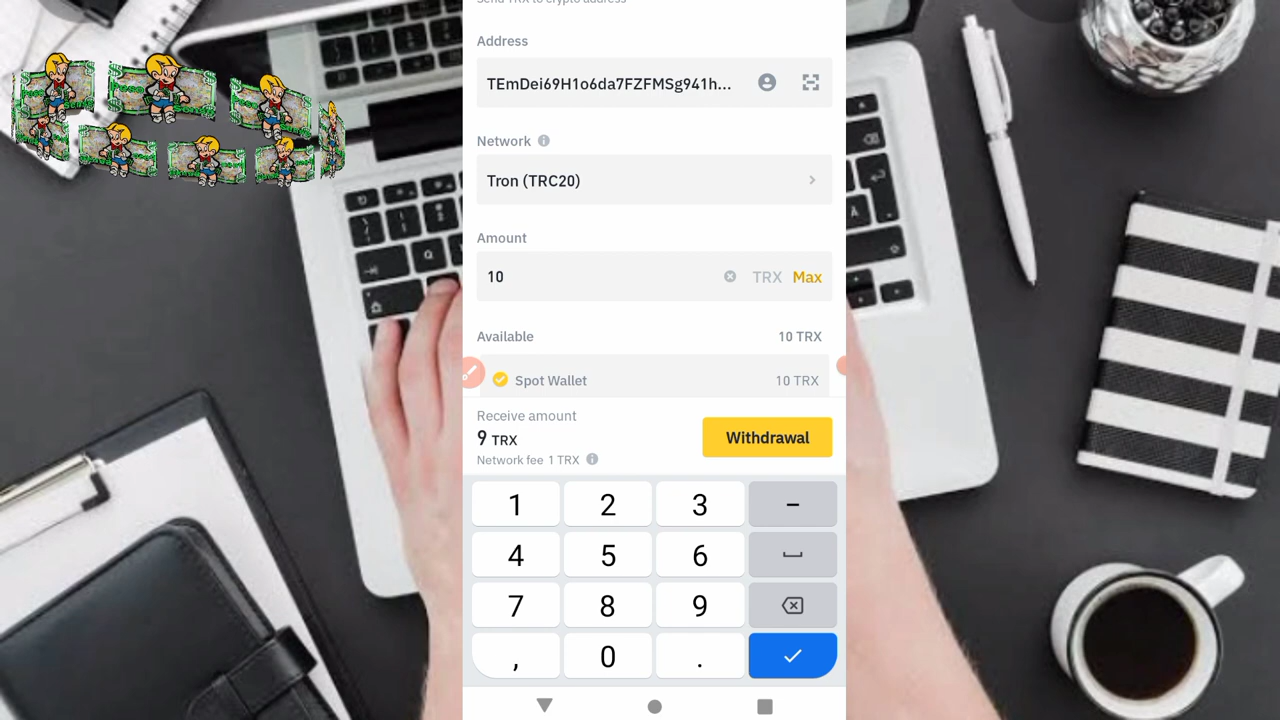 Send TRX to crypto address
Address
TEmDei69H1o6da7FZFMSg941h...
Network
Tron (TRC20)
Amount
10 TRX Max
Available 10 TRX
Spot Wallet 10 TRX
Receive amount
9 TRX
Withdrawal
Network fee 1 TRX
1 2 3 -
4 5 6
7 8 9
, 0 .
Q
A